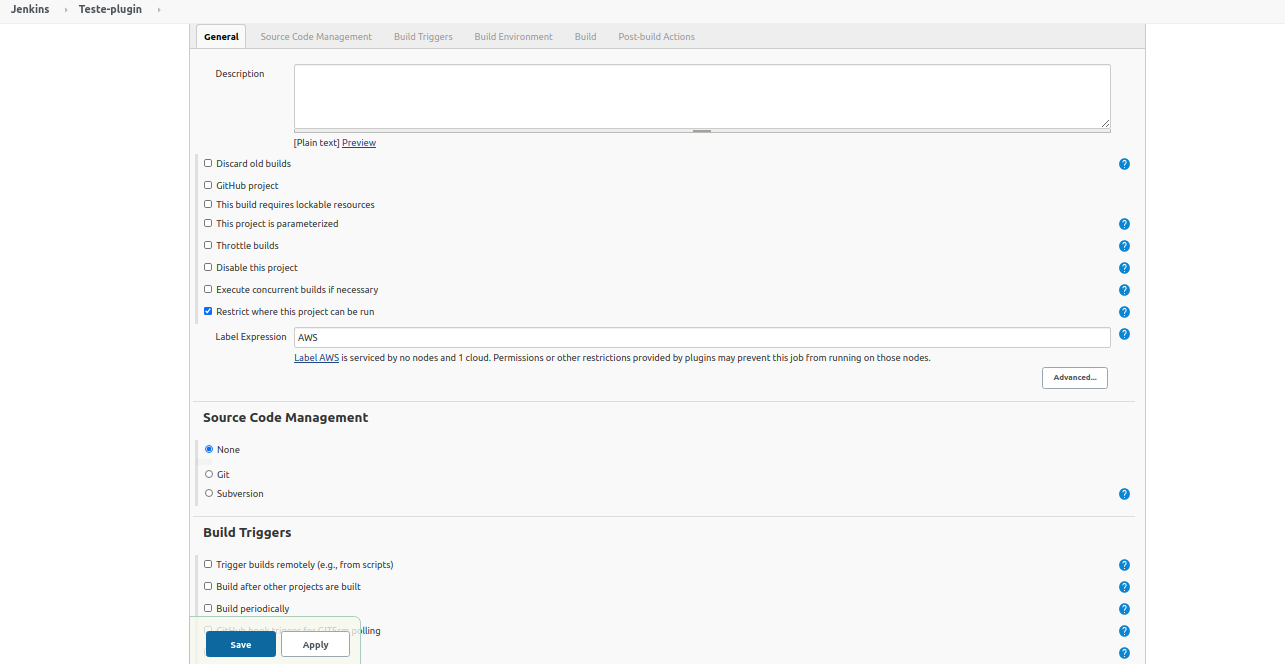 Jenkins Teste-plugin
General Source Code Management Build Triggers Build Environment Build Post-build Actions
Description
[Plain text] Preview
Discard old builds
GitHub project
This build requires lockable resources
This project is parameterized
Throttle builds
Disable this project
Execute concurrent builds if necessary
Restrict where this project can be run
Label Expression AWS
Label AWS is serviced by no nodes and 1 cloud. Permissions or other restrictions provided by plugins may prevent this job from running on those nodes.
Advanced...
Source Code Management
None
Git
Subversion
Build Triggers
Trigger builds remotely (e.g., from scripts)
Build after other projects are built
Build periodically
GitHub hook trigger for GITScm polling
Save Apply